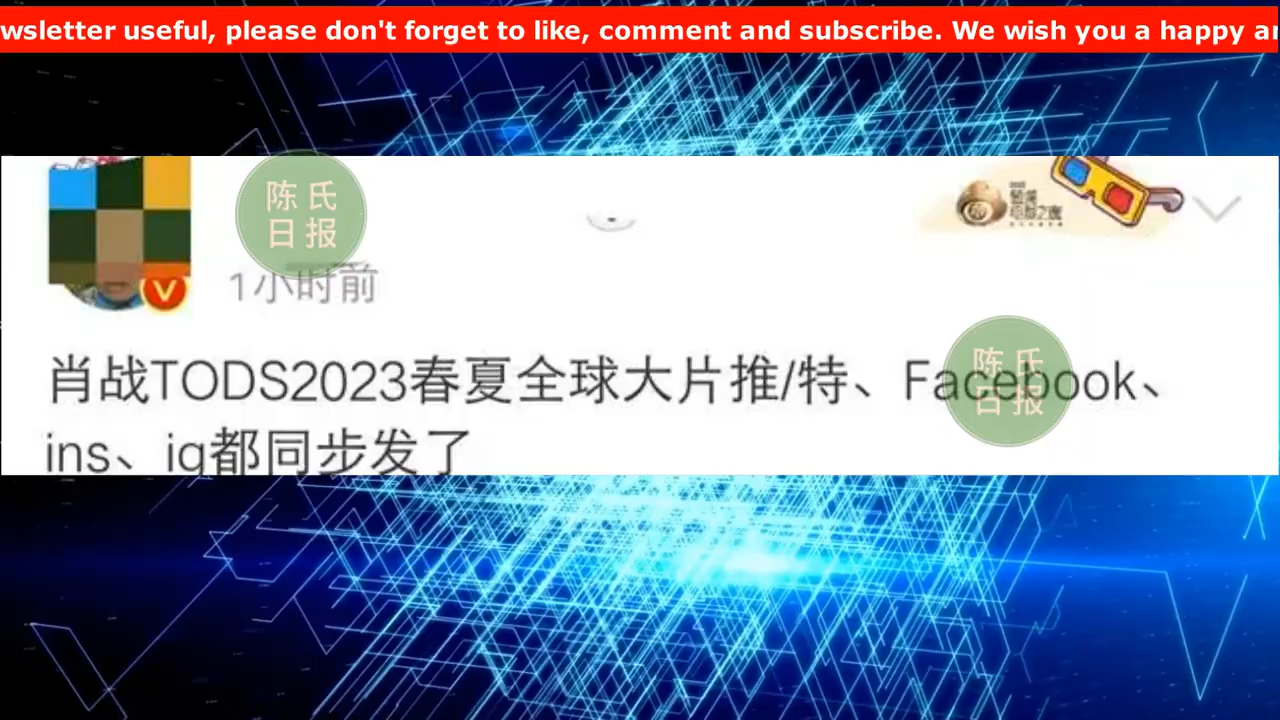 wsletter useful, please don't forget to like, comment and subscribe. We wish you a happy a
陈氏
日报
1小时前
V
肖战TODS2023春夏全球大片推/特、Facebook、
陈氏
日报
ins、ig都同步发了